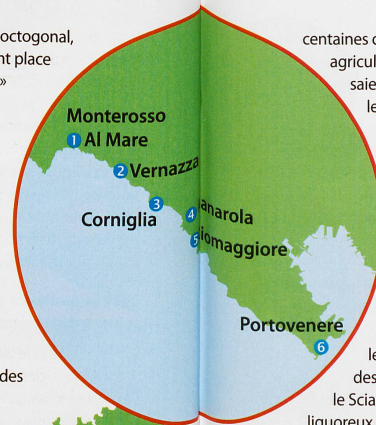 octogonal,
nt place
»
centaines
agricul
saie
le
Monterosso
1 Al Mare
2 Vernazza
3
Corniglia
4 anarola
5 iomaggiore
Portovenere
6
des
le
des
le Scia
liquoreux